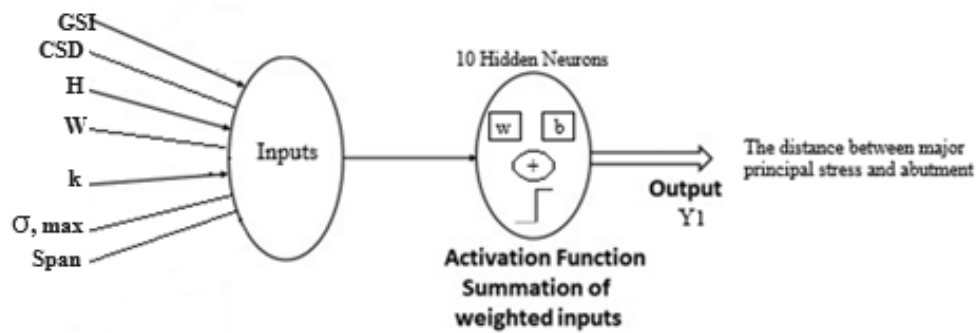 GSI
CSD
H
W
k
σ, max
Span
Inputs
10 Hidden Neurons
w b
+
Activation Function
Summation of
weighted inputs
Output
Y1
The distance between major
principal stress and abutment